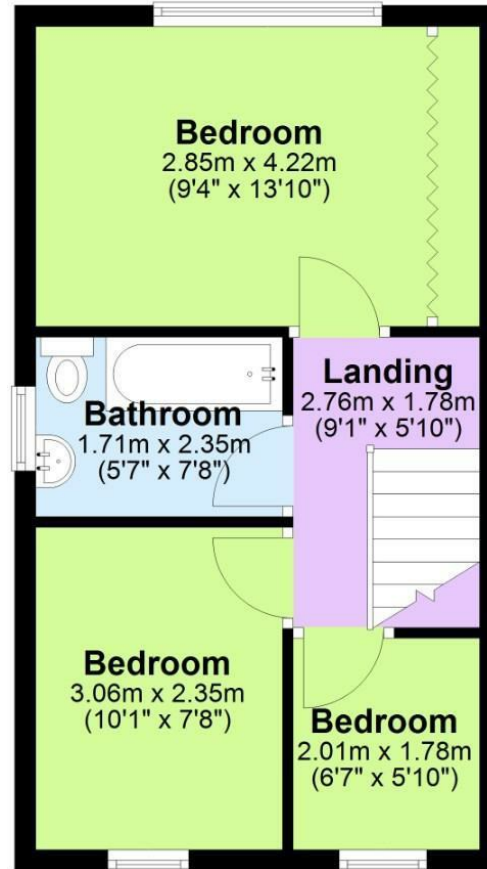 Bedroom
2.85m x 4.22m
(9'4" x 13'10")
Landing
2.76m x 1.78m
(9'1" x 5'10")
Bathroom
1.71m x 2.35m
(5'7" x 7'8")
Bedroom
3.06m x 2.35m
(10'1" x 7'8")
Bedroom
2.01m x 1.78m
(6'7" x 5'10")